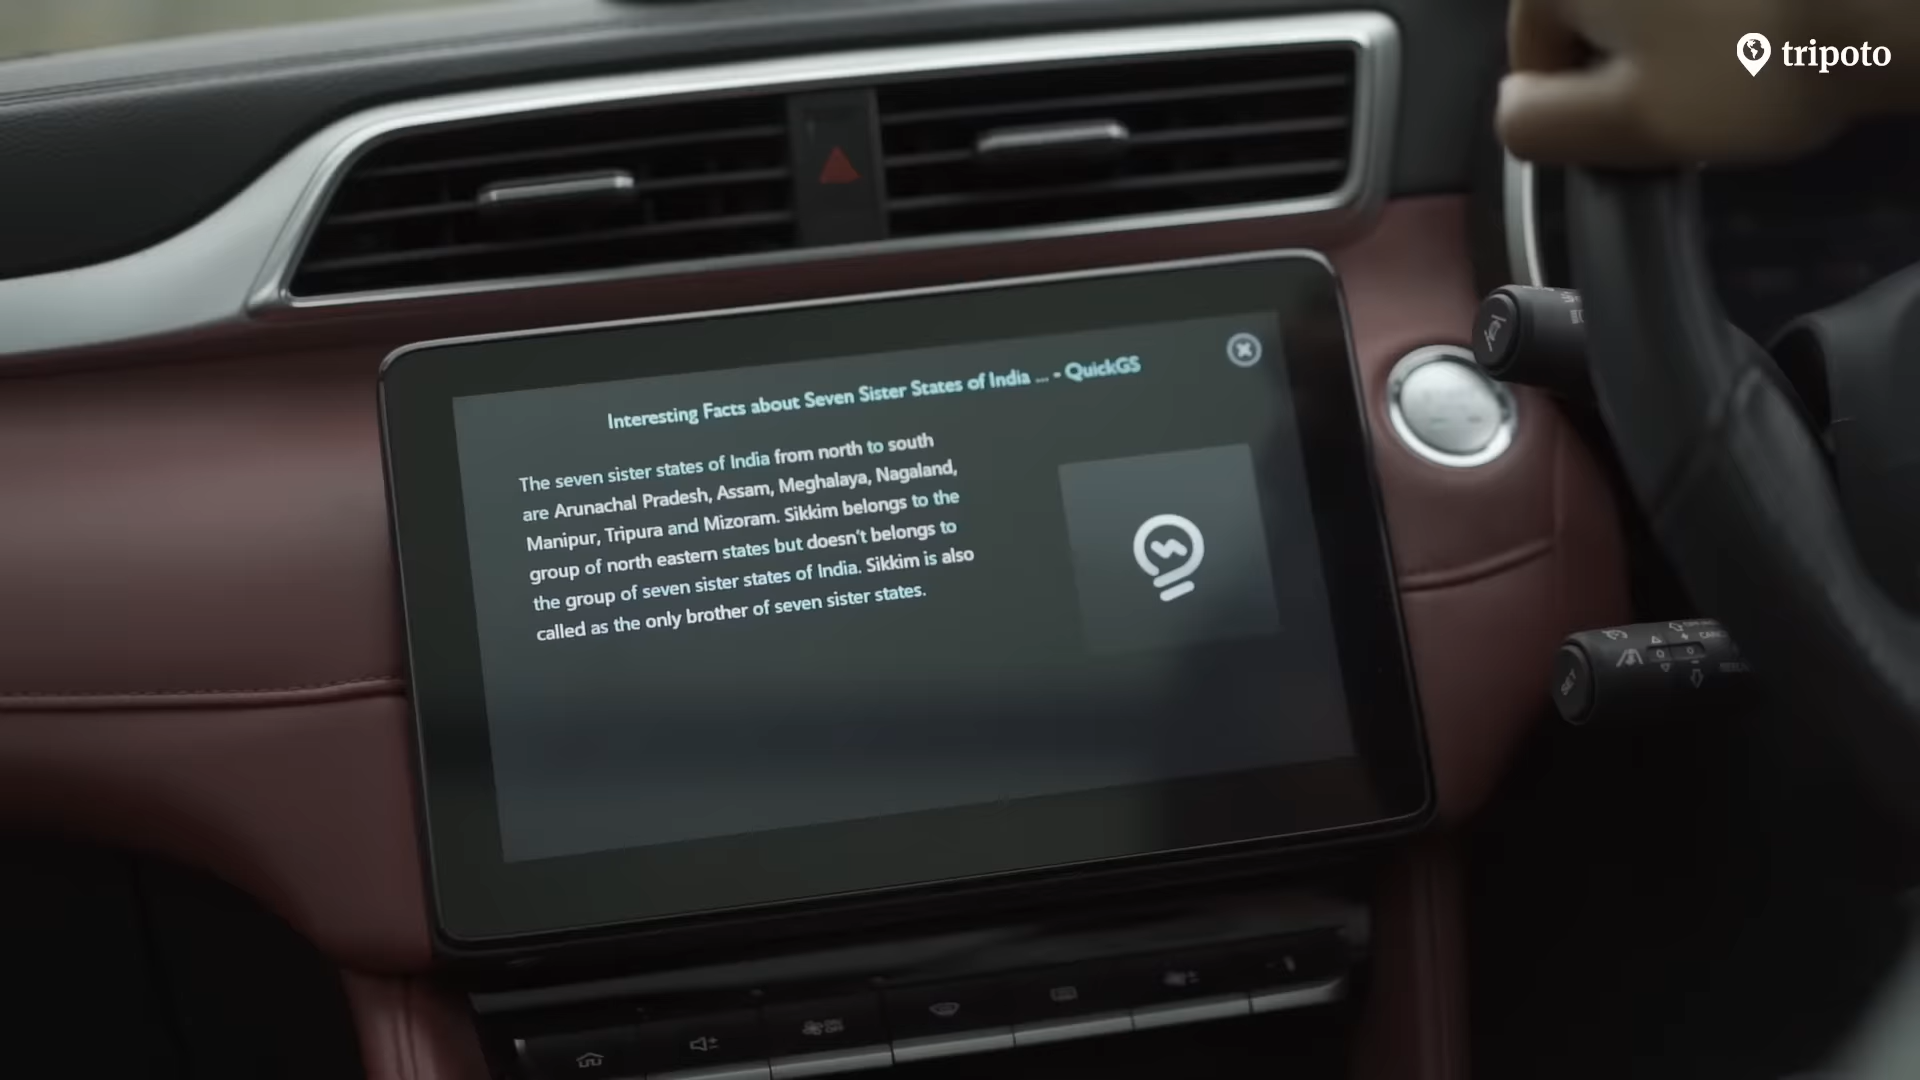 tripoto
Interesting Facts about Seven Sister States of India ... - QuickGS
The seven sister states of India from north to south
are Arunachal Pradesh, Assam, Meghalaya, Nagaland,
Manipur, Tripura and Mizoram. Sikkim belongs to the
group of north eastern states but doesn't belongs to
the group of seven sister states of India. Sikkim is also
called as the only brother of seven sister states.
SET